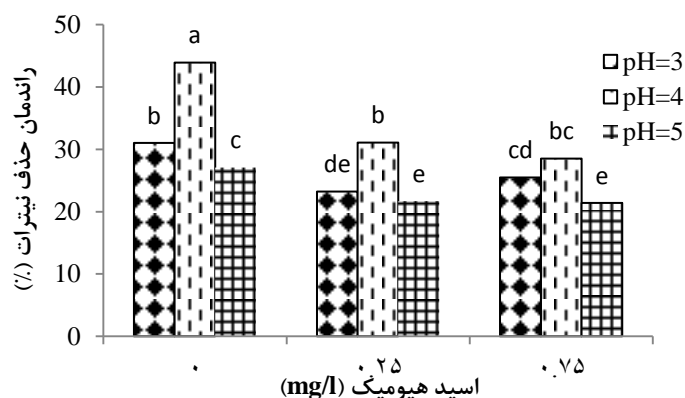 راندمان حذف نیترات (٪)
50
40
30
20
10
0
b
a
c
de
b
e
cd
bc
e
pH=3
pH=4
pH=5
۰
۰.۲۵
۰.۷۵
اسید هیومیک (mg/l)